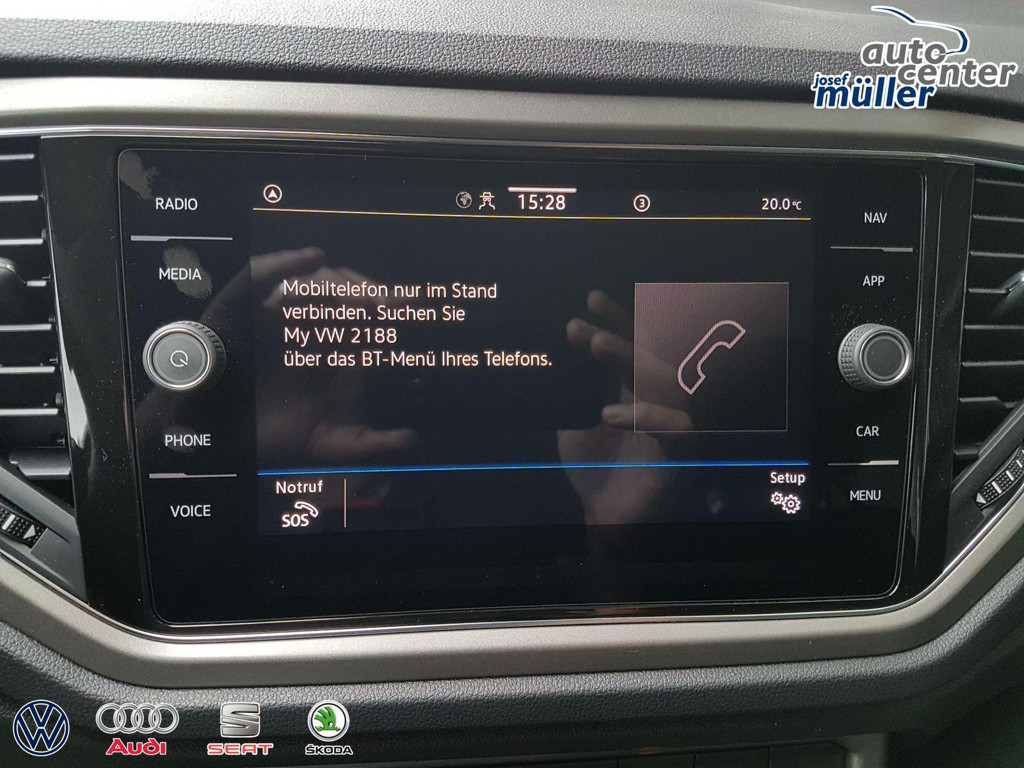 auto
center
josef
müller
RADIO
MEDIA
PHONE
VOICE
15:28
3
20.0°C
Mobiltelefon nur im Stand
verbinden. Suchen Sie
My VW 2188
über das BT-Menü Ihres Telefons.
Notruf
SOS
Setup
NAV
APP
CAR
MENU
Audi
SEAT
ŠKODA